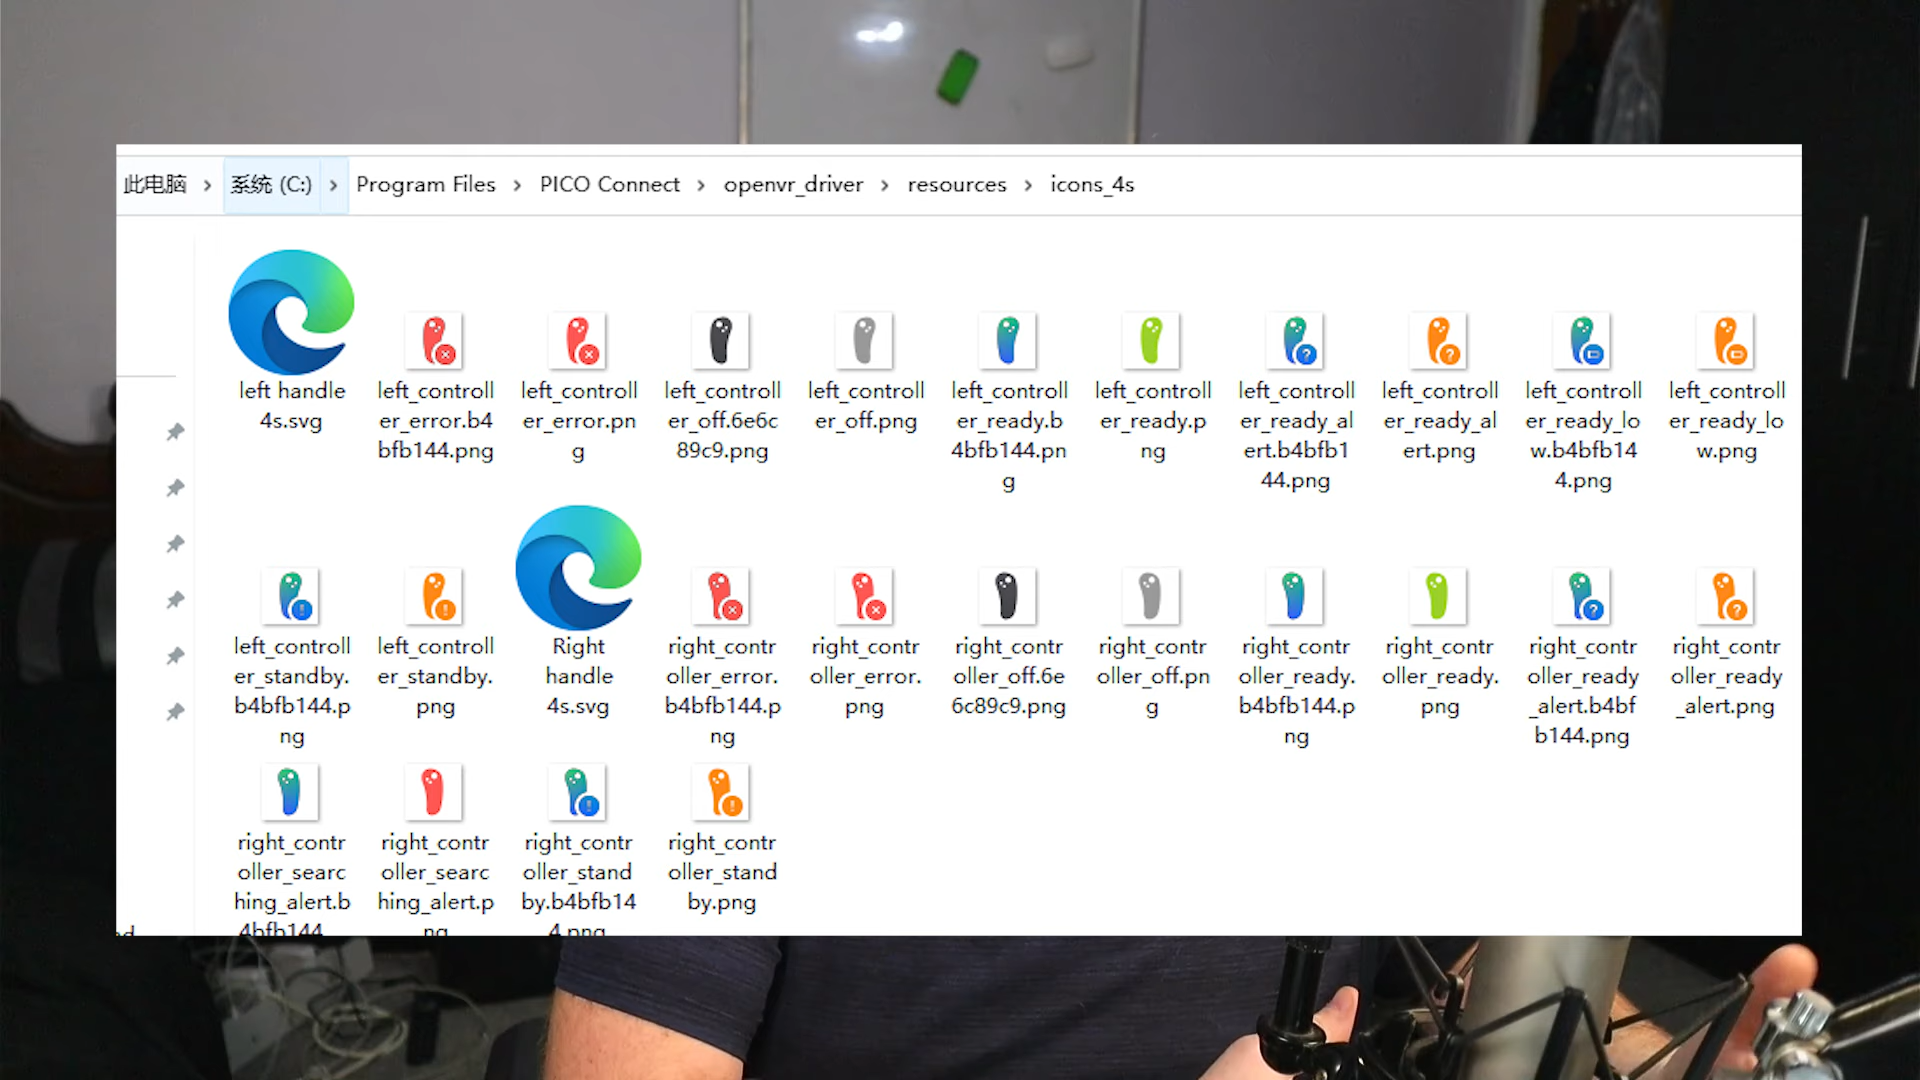 此电脑 > 系统 (C:) > Program Files > PICO Connect > openvr_driver > resources > icons_4s
left handle
4s.svg
left_controll
er_error.b4
bfb144.png
left_controll
er_error.pn
g
left_controll
er_off.6e6c
89c9.png
left_controll
er_off.png
left_controll
er_ready.b
4bfb144.pn
g
left_controll
er_ready.p
ng
left_controll
er_ready_al
ert.b4bfb1
44.png
left_controll
er_ready_al
ert.png
left_controll
er_ready_lo
w.b4bfb14
4.png
left_controll
er_ready_lo
w.png
left_controll
er_standby.
b4bfb144.p
ng
left_controll
er_standby.
png
Right
handle
4s.svg
right_contr
oller_error.
b4bfb144.p
ng
right_contr
oller_error.
png
right_contr
oller_off.6e
6c89c9.png
right_contr
oller_off.pn
g
right_contr
oller_ready.
b4bfb144.p
ng
right_contr
oller_ready.
png
right_contr
oller_ready
_alert.b4bf
b144.png
right_contr
oller_ready
_alert.png
right_contr
oller_searc
hing_alert.b
4bfb144
right_contr
oller_searc
hing_alert.p
ng
right_contr
oller_stand
by.b4bfb14
4.png
right_contr
oller_stand
by.png